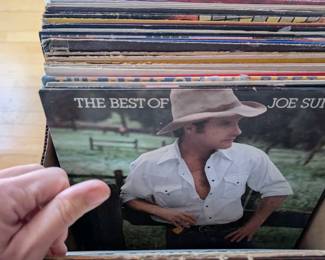 THE BEST OF JOE SUN